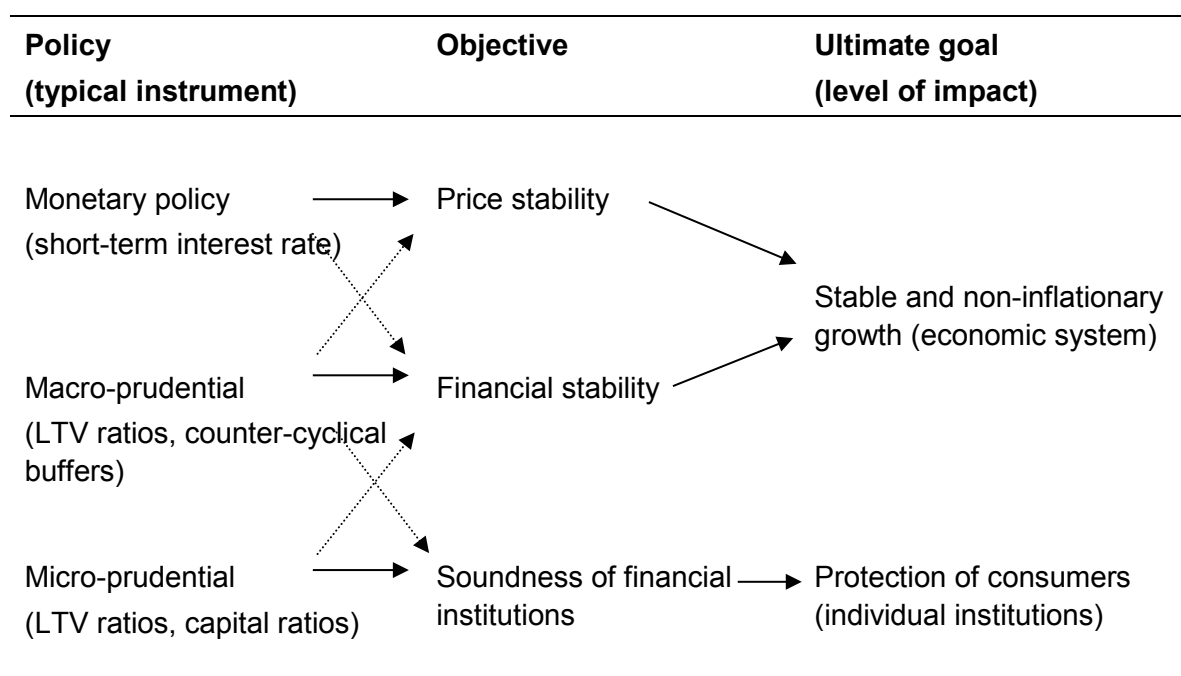 Policy
(typical instrument)
Objective
Ultimate goal
(level of impact)
Monetary policy
(short-term interest rate)
Price stability
Stable and non-inflationary
growth (economic system)
Macro-prudential
(LTV ratios, counter-cyclical
buffers)
Financial stability
Micro-prudential
(LTV ratios, capital ratios)
Soundness of financial
institutions
Protection of consumers
(individual institutions)